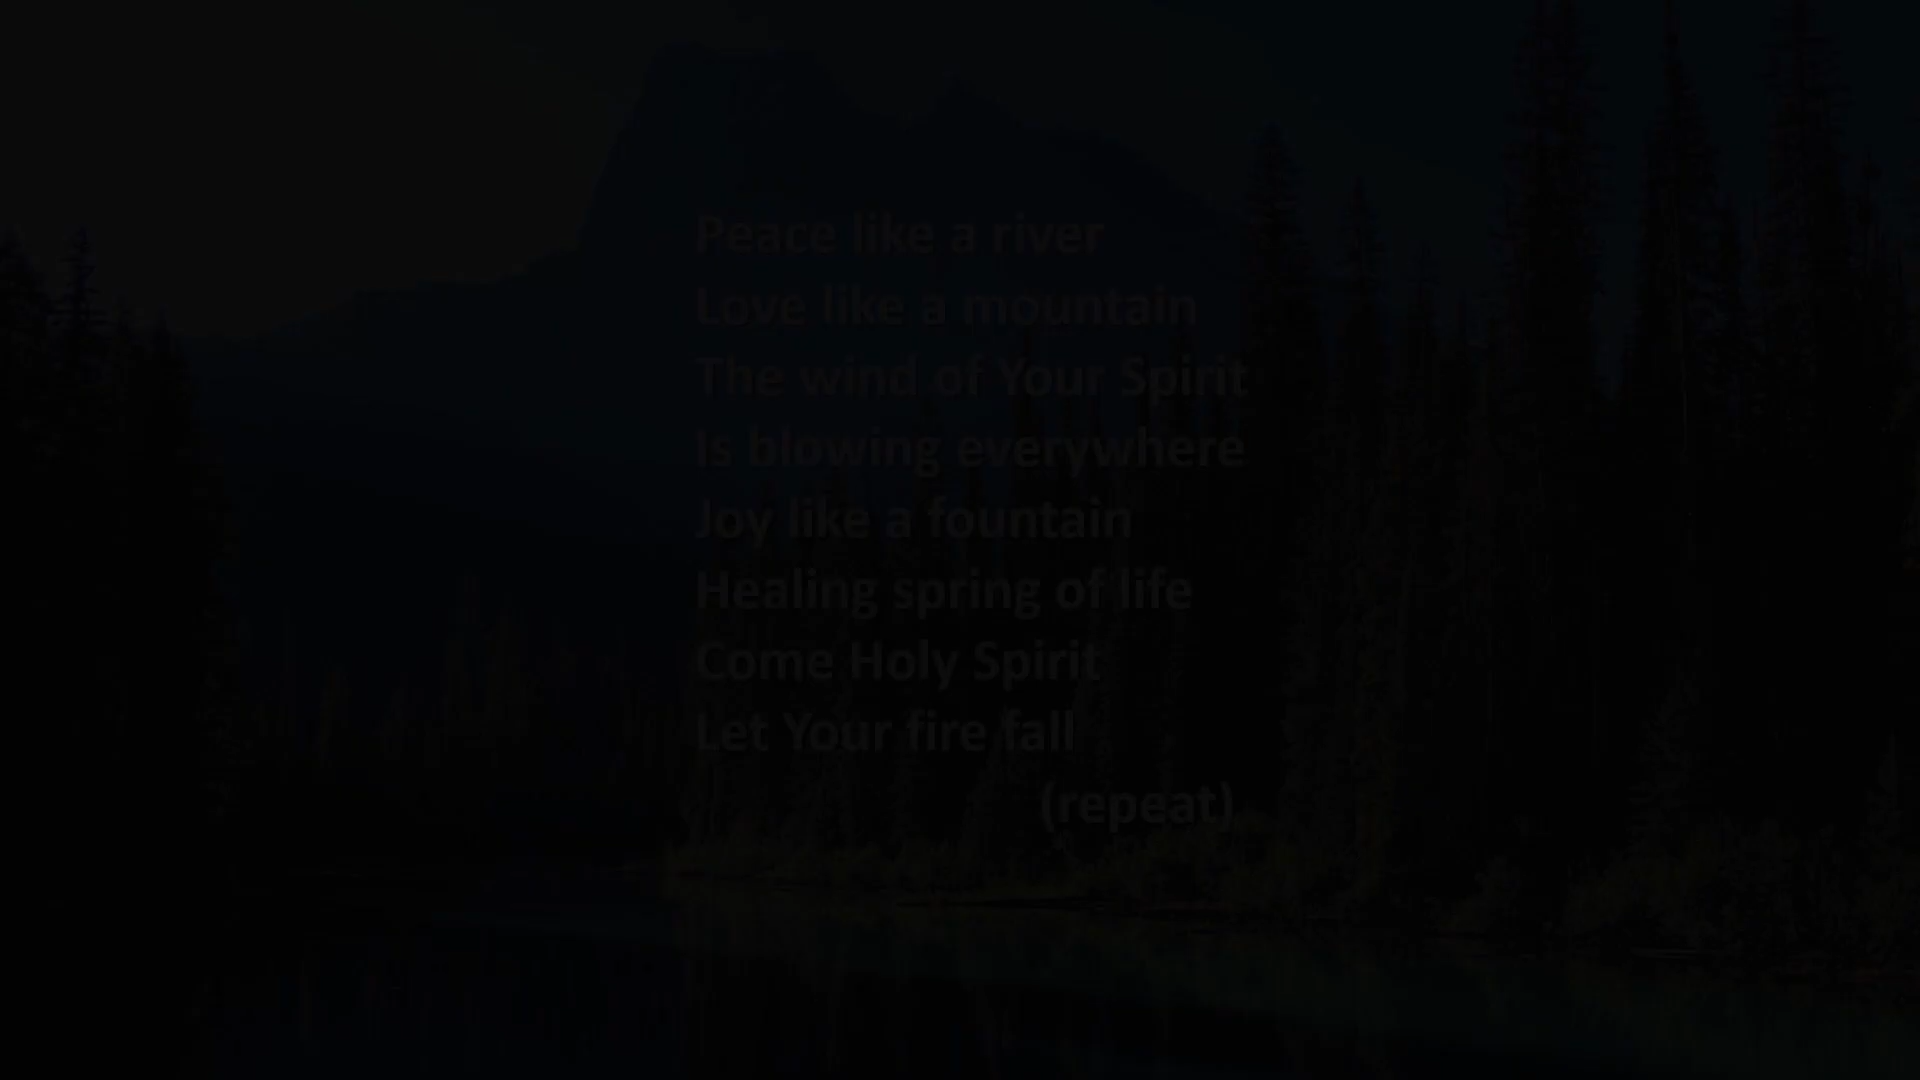 Peace like a river
Love like a mountain
The wind of Your Spirit
Is blowing everywhere
Joy like a fountain
Healing spring of life
Come Holy Spirit
Let Your fire fall
(repeat)